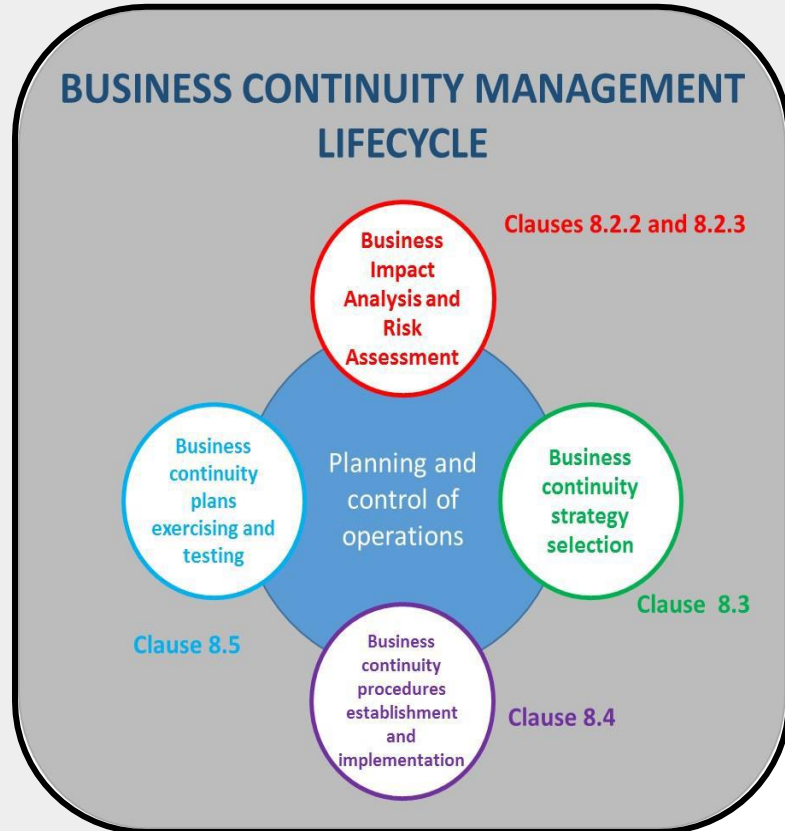 BUSINESS CONTINUITY MANAGEMENT
LIFECYCLE
Business
Impact
Analysis and
Risk
Assessment
Clauses 8.2.2 and 8.2.3
Business
continuity
plans
exercising and
testing
Clause 8.5
Planning and
control of
operations
Business
continuity
strategy
selection
Clause 8.3
Business
continuity
procedures
establishment
and
implementation
Clause 8.4